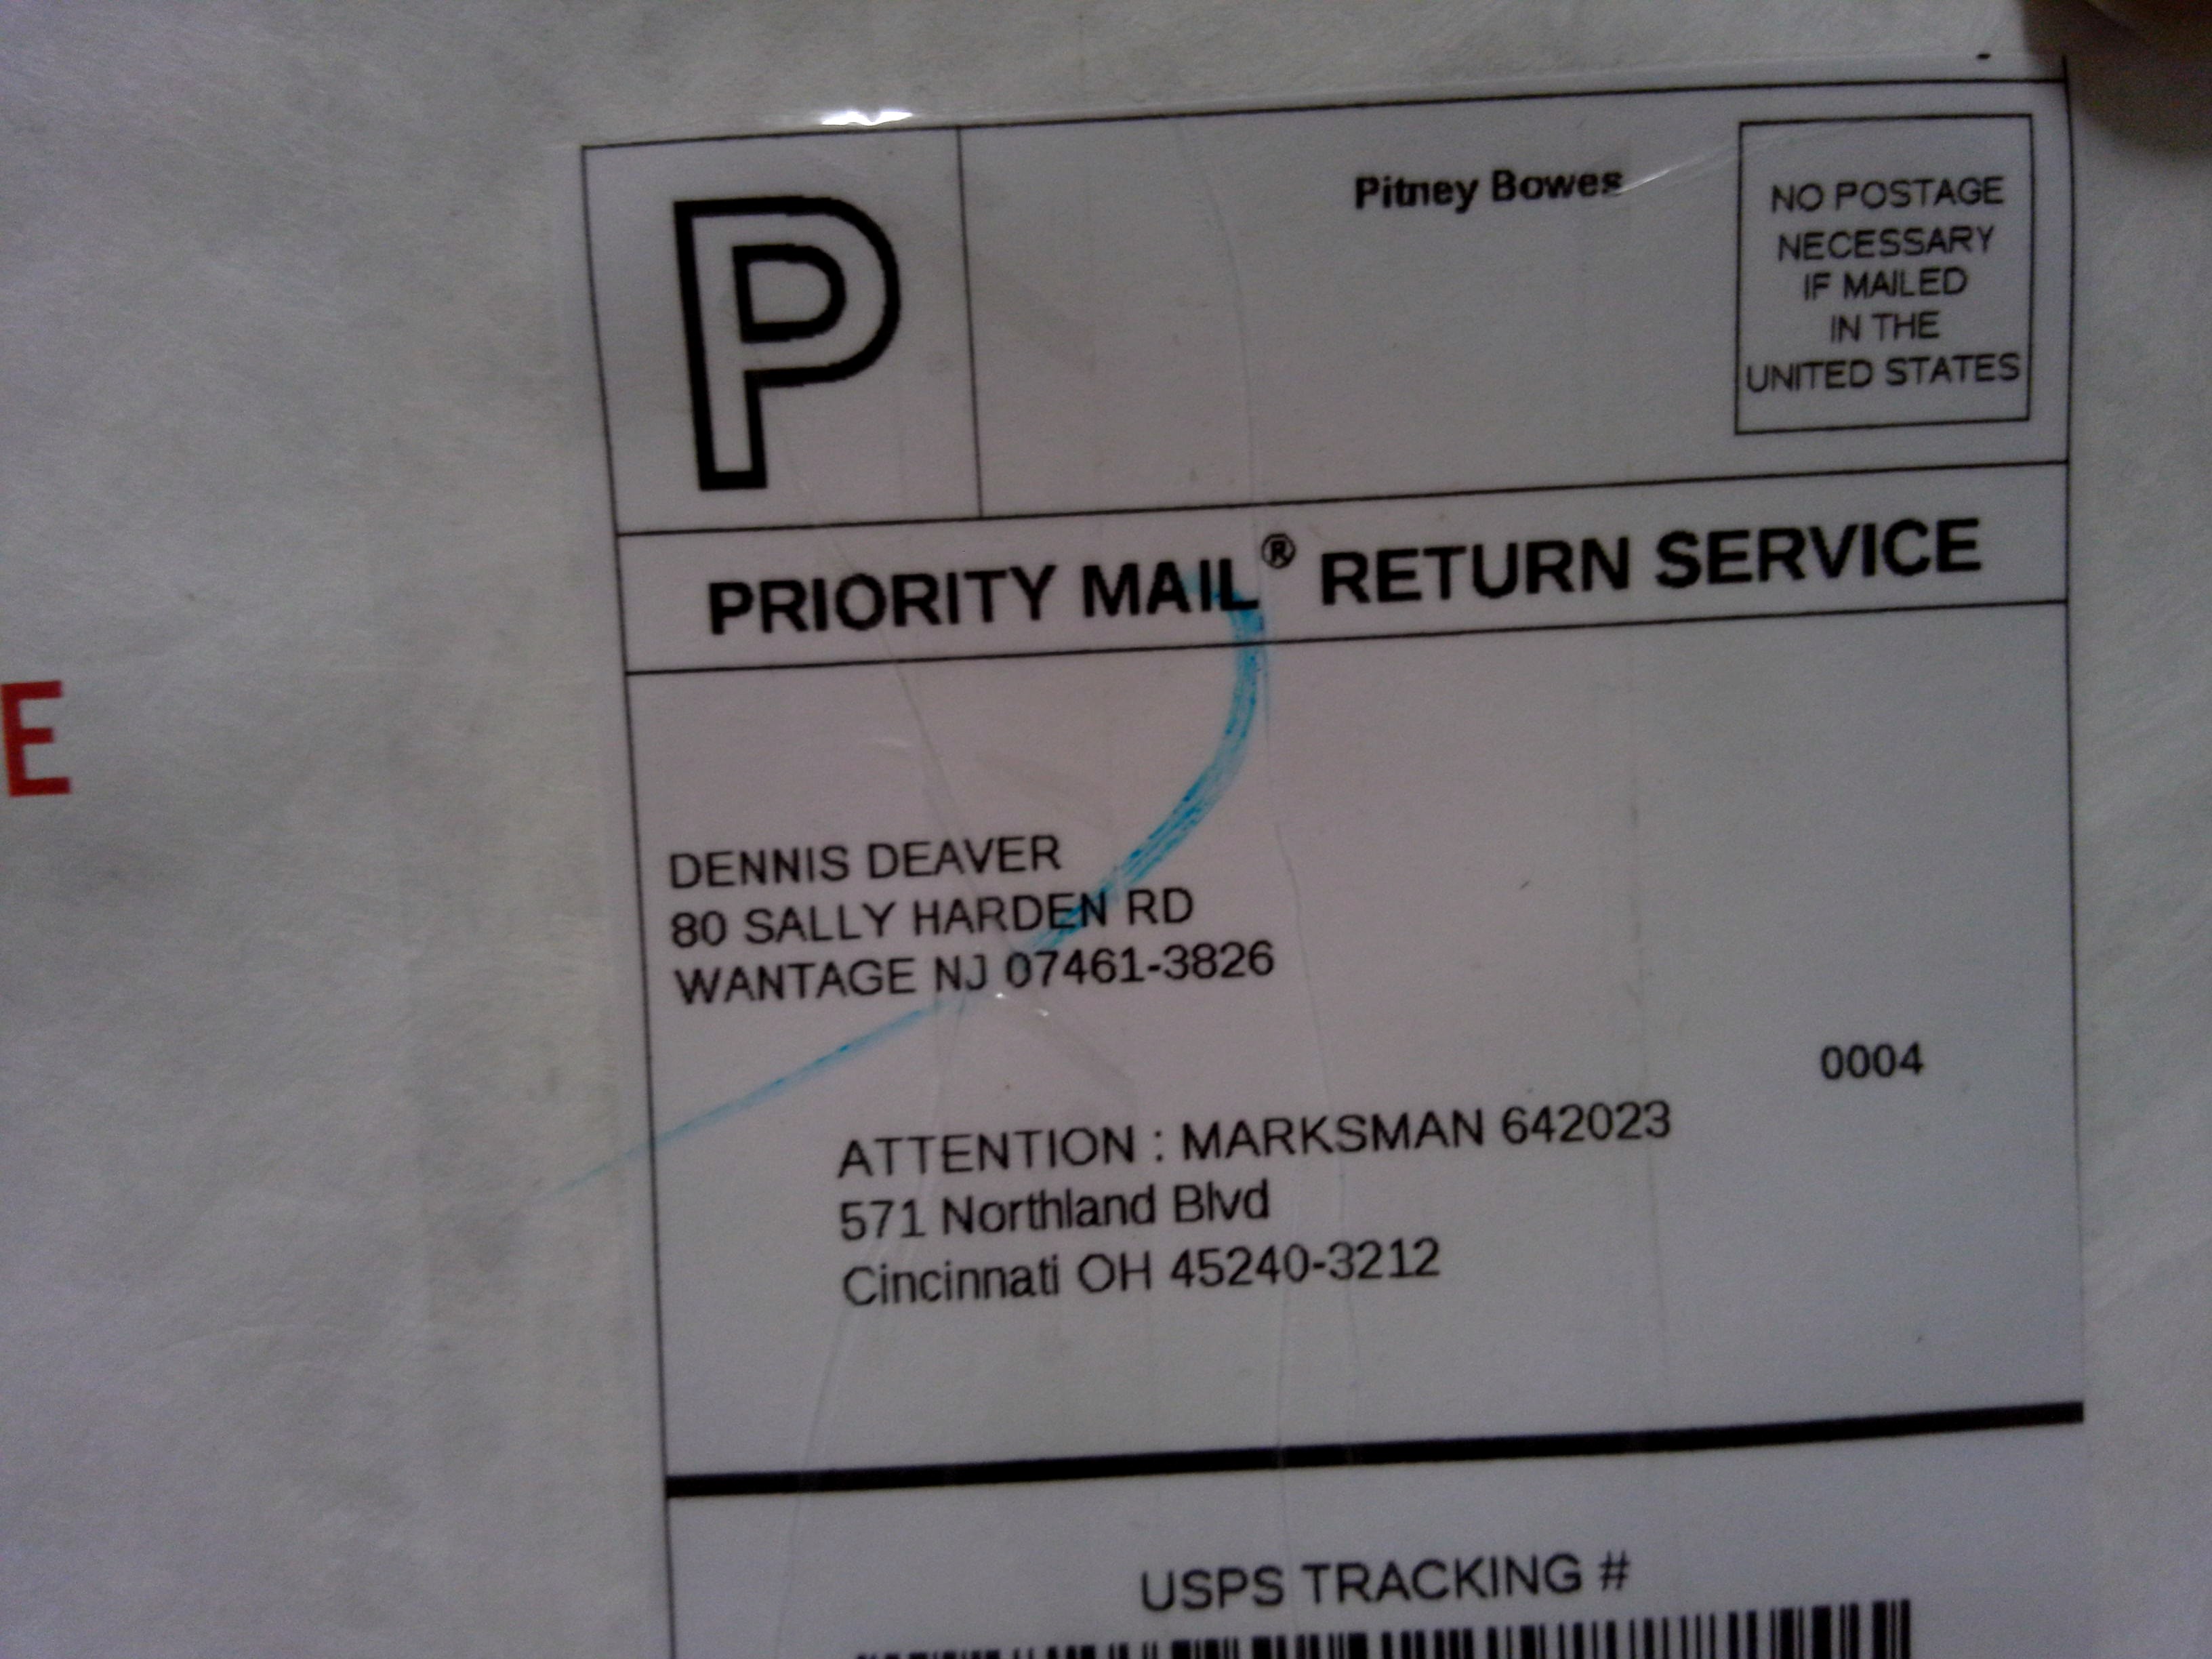 P
Pitney Bowes
NO POSTAGE
NECESSARY
IF MAILED
IN THE
UNITED STATES
PRIORITY MAIL® RETURN SERVICE
E
DENNIS DEAVER
80 SALLY HARDEN RD
WANTAGE NJ 07461-3826
0004
ATTENTION : MARKSMAN 642023
571 Northland Blvd
Cincinnati OH 45240-3212
USPS TRACKING #